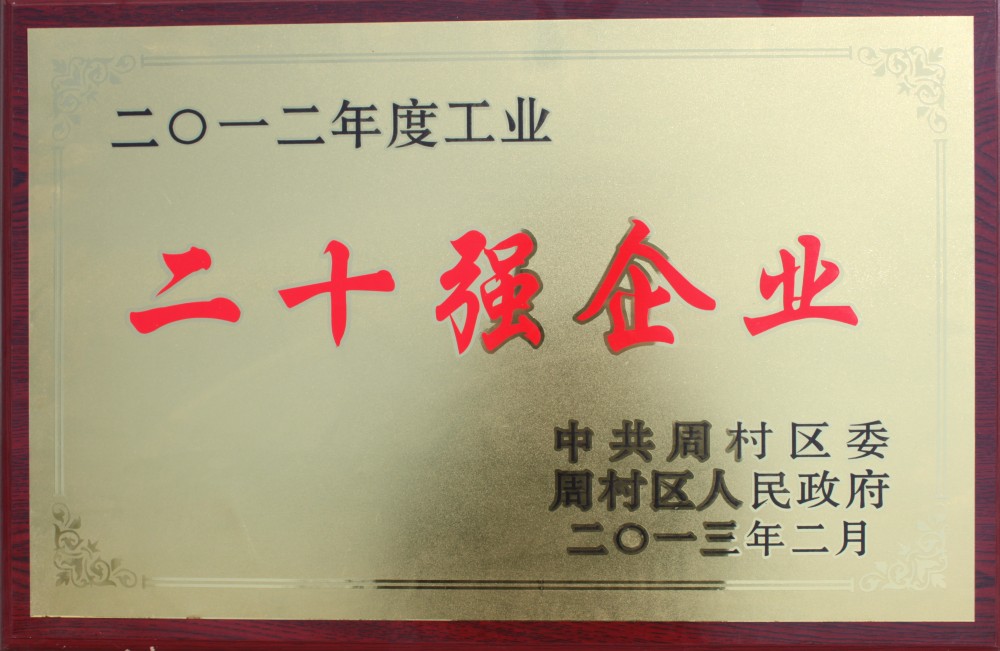 二〇一二年度工业
二十强企业
中共周村区委
周村区人民政府
二〇一三年二月